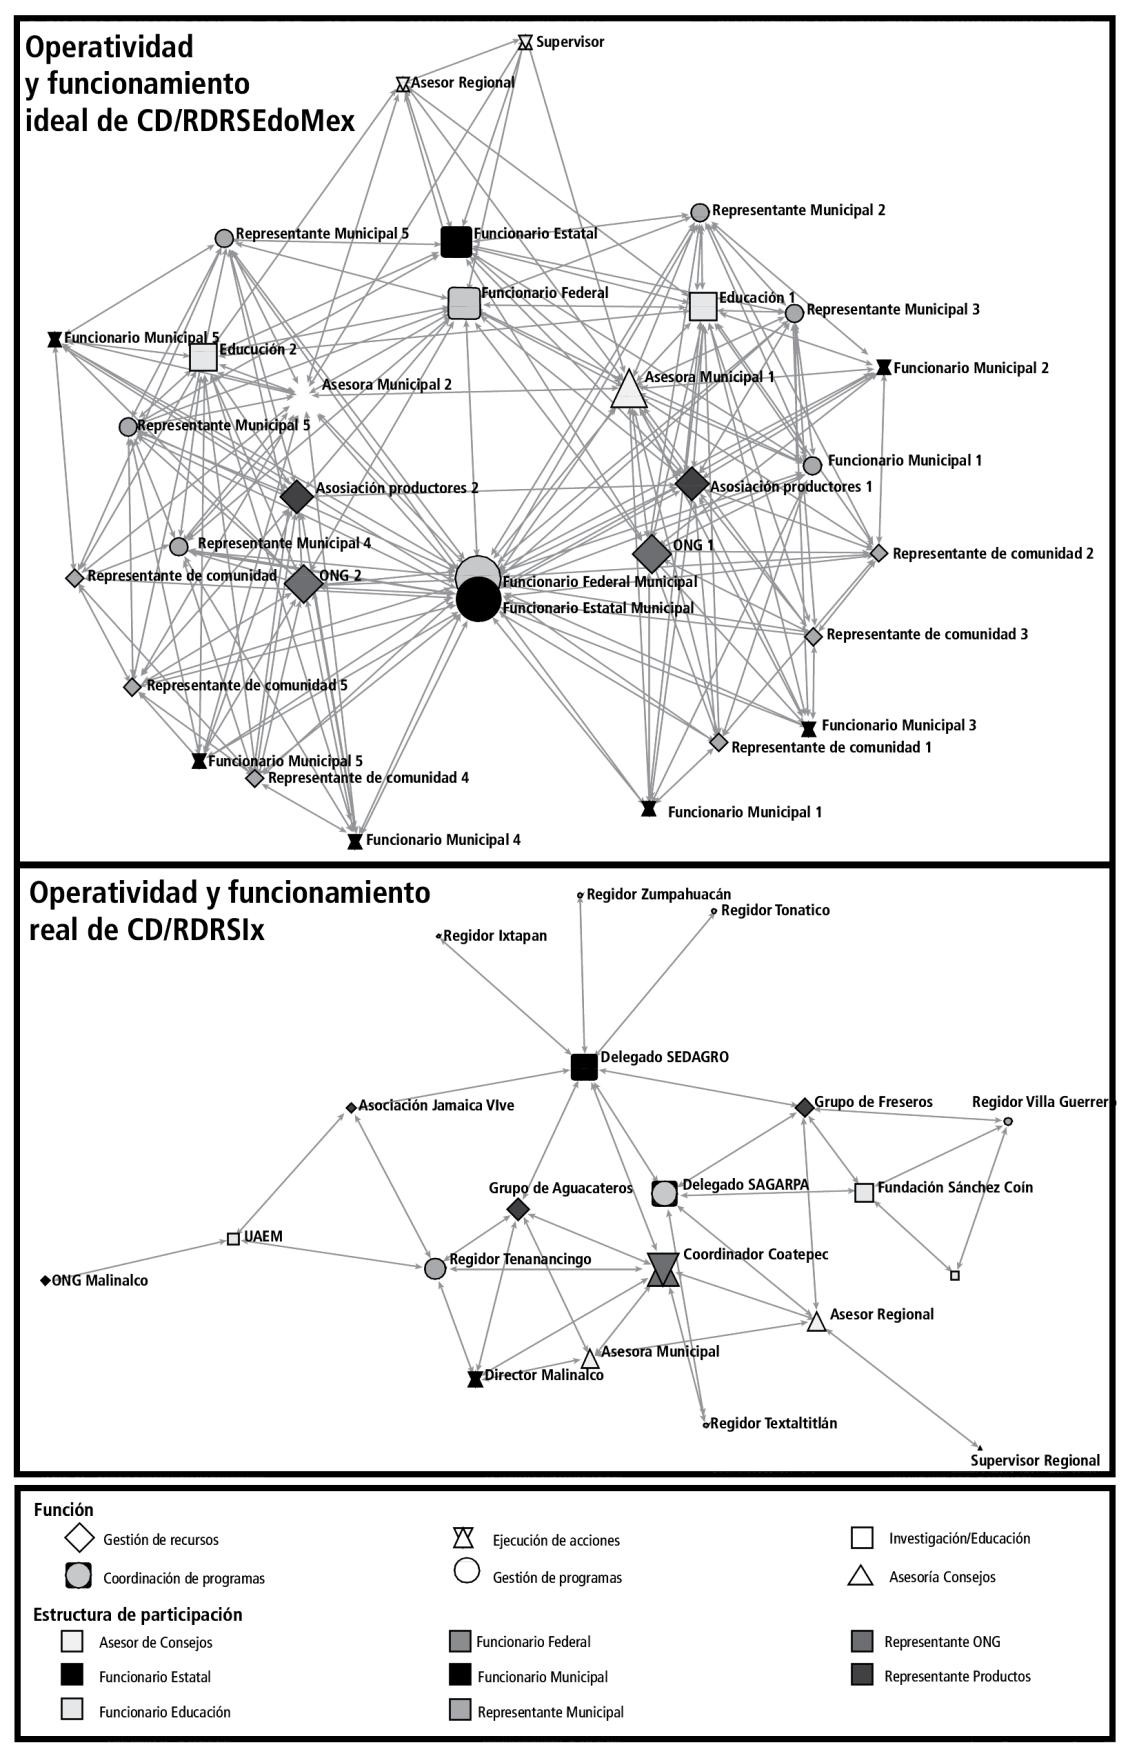 Operatividad
y funcionamiento
ideal de CD/RDRSEdoMex
Supervisor
Asesor Regional
Representante Municipal 2
Representante Municipal 5
Funcionario Estatal
Funcionario Federal
Educación 1
Representante Municipal 3
Funcionario Municipal 5
Educución 2
Funcionario Municipal 2
Asesora Municipal 2
Asesora Municipal 1
Representante Municipal 5
Funcionario Municipal 1
Asosiación productores 2
Asosiación productores 1
Representante Municipal 4
ONG 1
Representante de comunidad 2
Representante de comunidad
ONG 2
Funcionario Federal Municipal
Funcionario Estatal Municipal
Representante de comunidad 3
Representante de comunidad 5
Funcionario Municipal 3
Representante de comunidad 1
Funcionario Municipal 5
Representante de comunidad 4
Funcionario Municipal 1
Funcionario Municipal 4
Operatividad y funcionamiento
real de CD/RDRSIx
Regidor Zumpahuacán
Regidor Tonatico
Regidor Ixtapan
Delegado SEDAGRO
Asociación Jamaica VIve
Grupo de Freseros
Regidor Villa Guerrero
Grupo de Aguacateros
Delegado SAGARPA
Fundación Sánchez Coín
UAEM
Regidor Tenanancingo
Coordinador Coatepec
ONG Malinalco
Asesor Regional
Asesora Municipal
Director Malinalco
Regidor Textaltitlán
Supervisor Regional
Función
Gestión de recursos
Ejecución de acciones
Investigación/Educación
Coordinación de programas
Gestión de programas
Asesoría Consejos
Estructura de participación
Asesor de Consejos
Funcionario Federal
Representante ONG
Funcionario Estatal
Funcionario Municipal
Representante Productos
Funcionario Educación
Representante Municipal